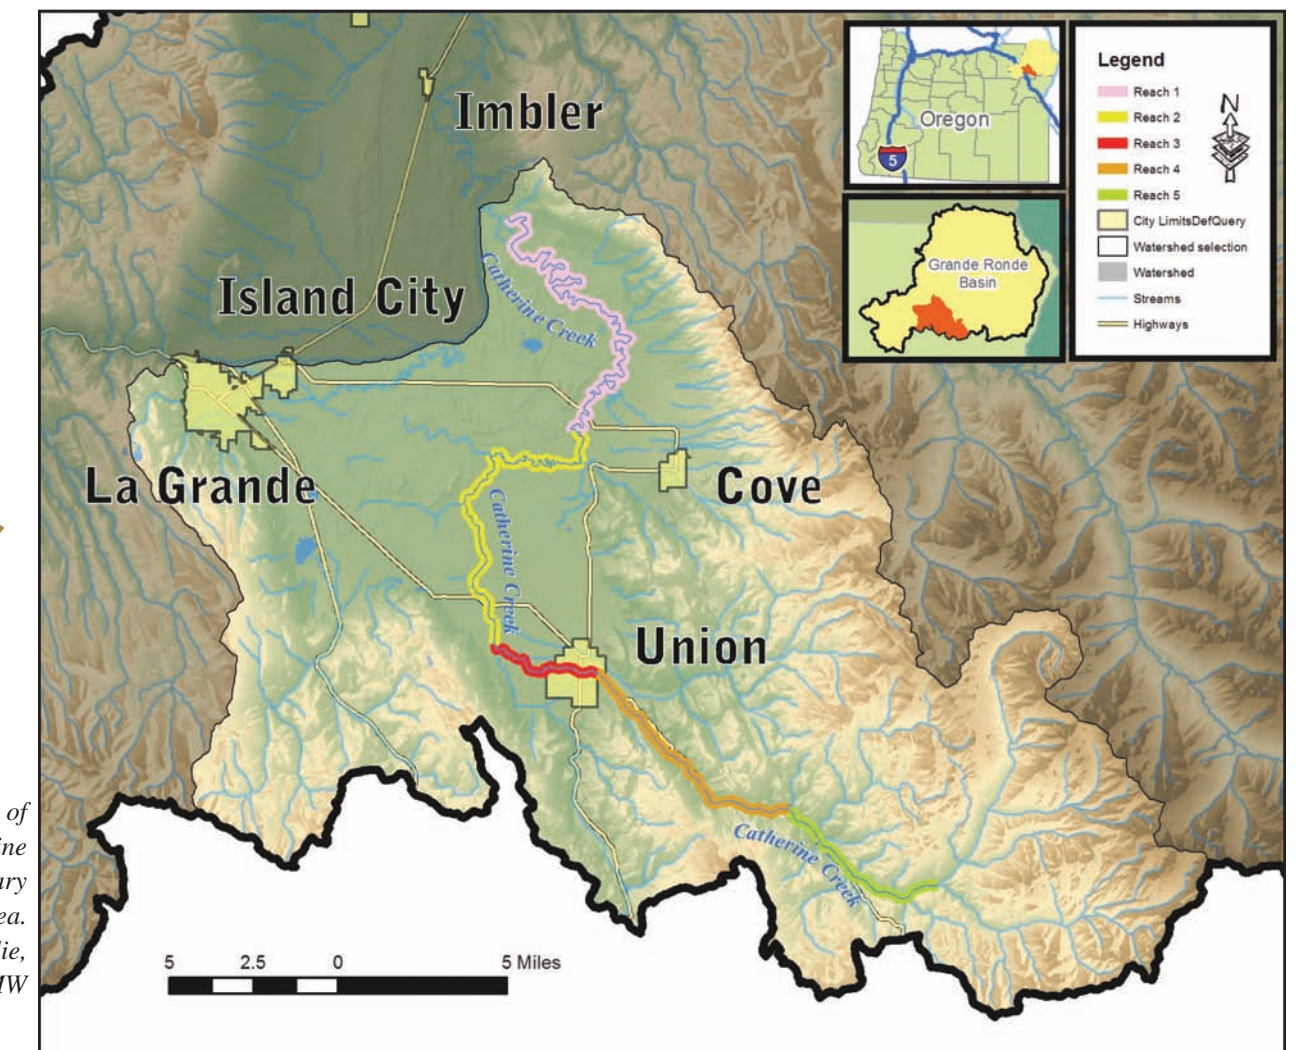 Imbler
Island City
La Grande
Cove
Union
Catherine Creek
Catherine Creek
Catherine Creek
Oregon
5
Grande Ronde
Basin
Legend
Reach 1
Reach 2
Reach 3
Reach 4
Reach 5
City LimitsDefQuery
Watershed selection
Watershed
Streams
Highways
N
5 2.5 0 5 Miles
of
ine
ary
ea.
lie,
MW